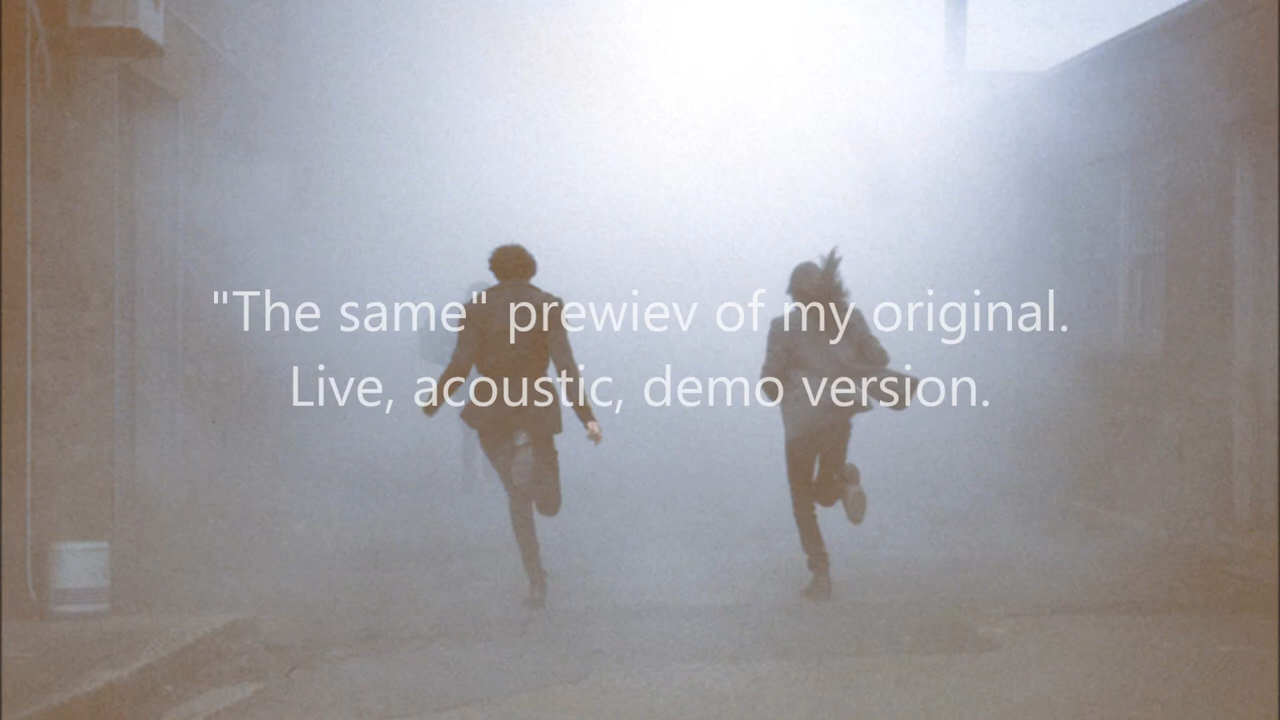 "The same" prewiev of my original.
Live, acoustic, demo version.